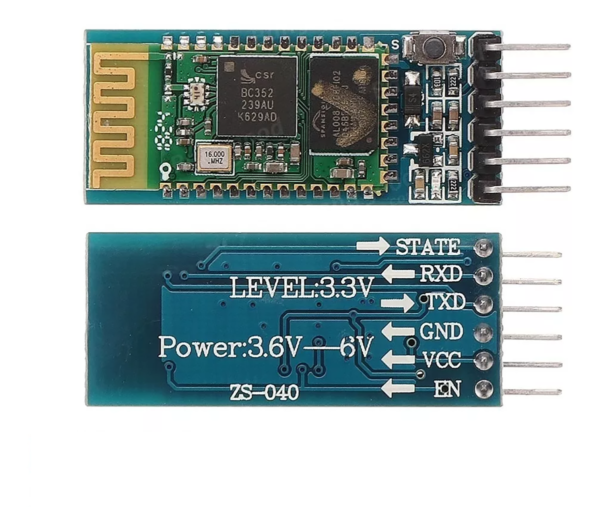 S
csr
BC352
239AU
K629AD
16.000
MHZ
STATE
RXD
LEVEL:3.3V
TXD
GND
Power:3.6V—6V
VCC
ZS-040
EN